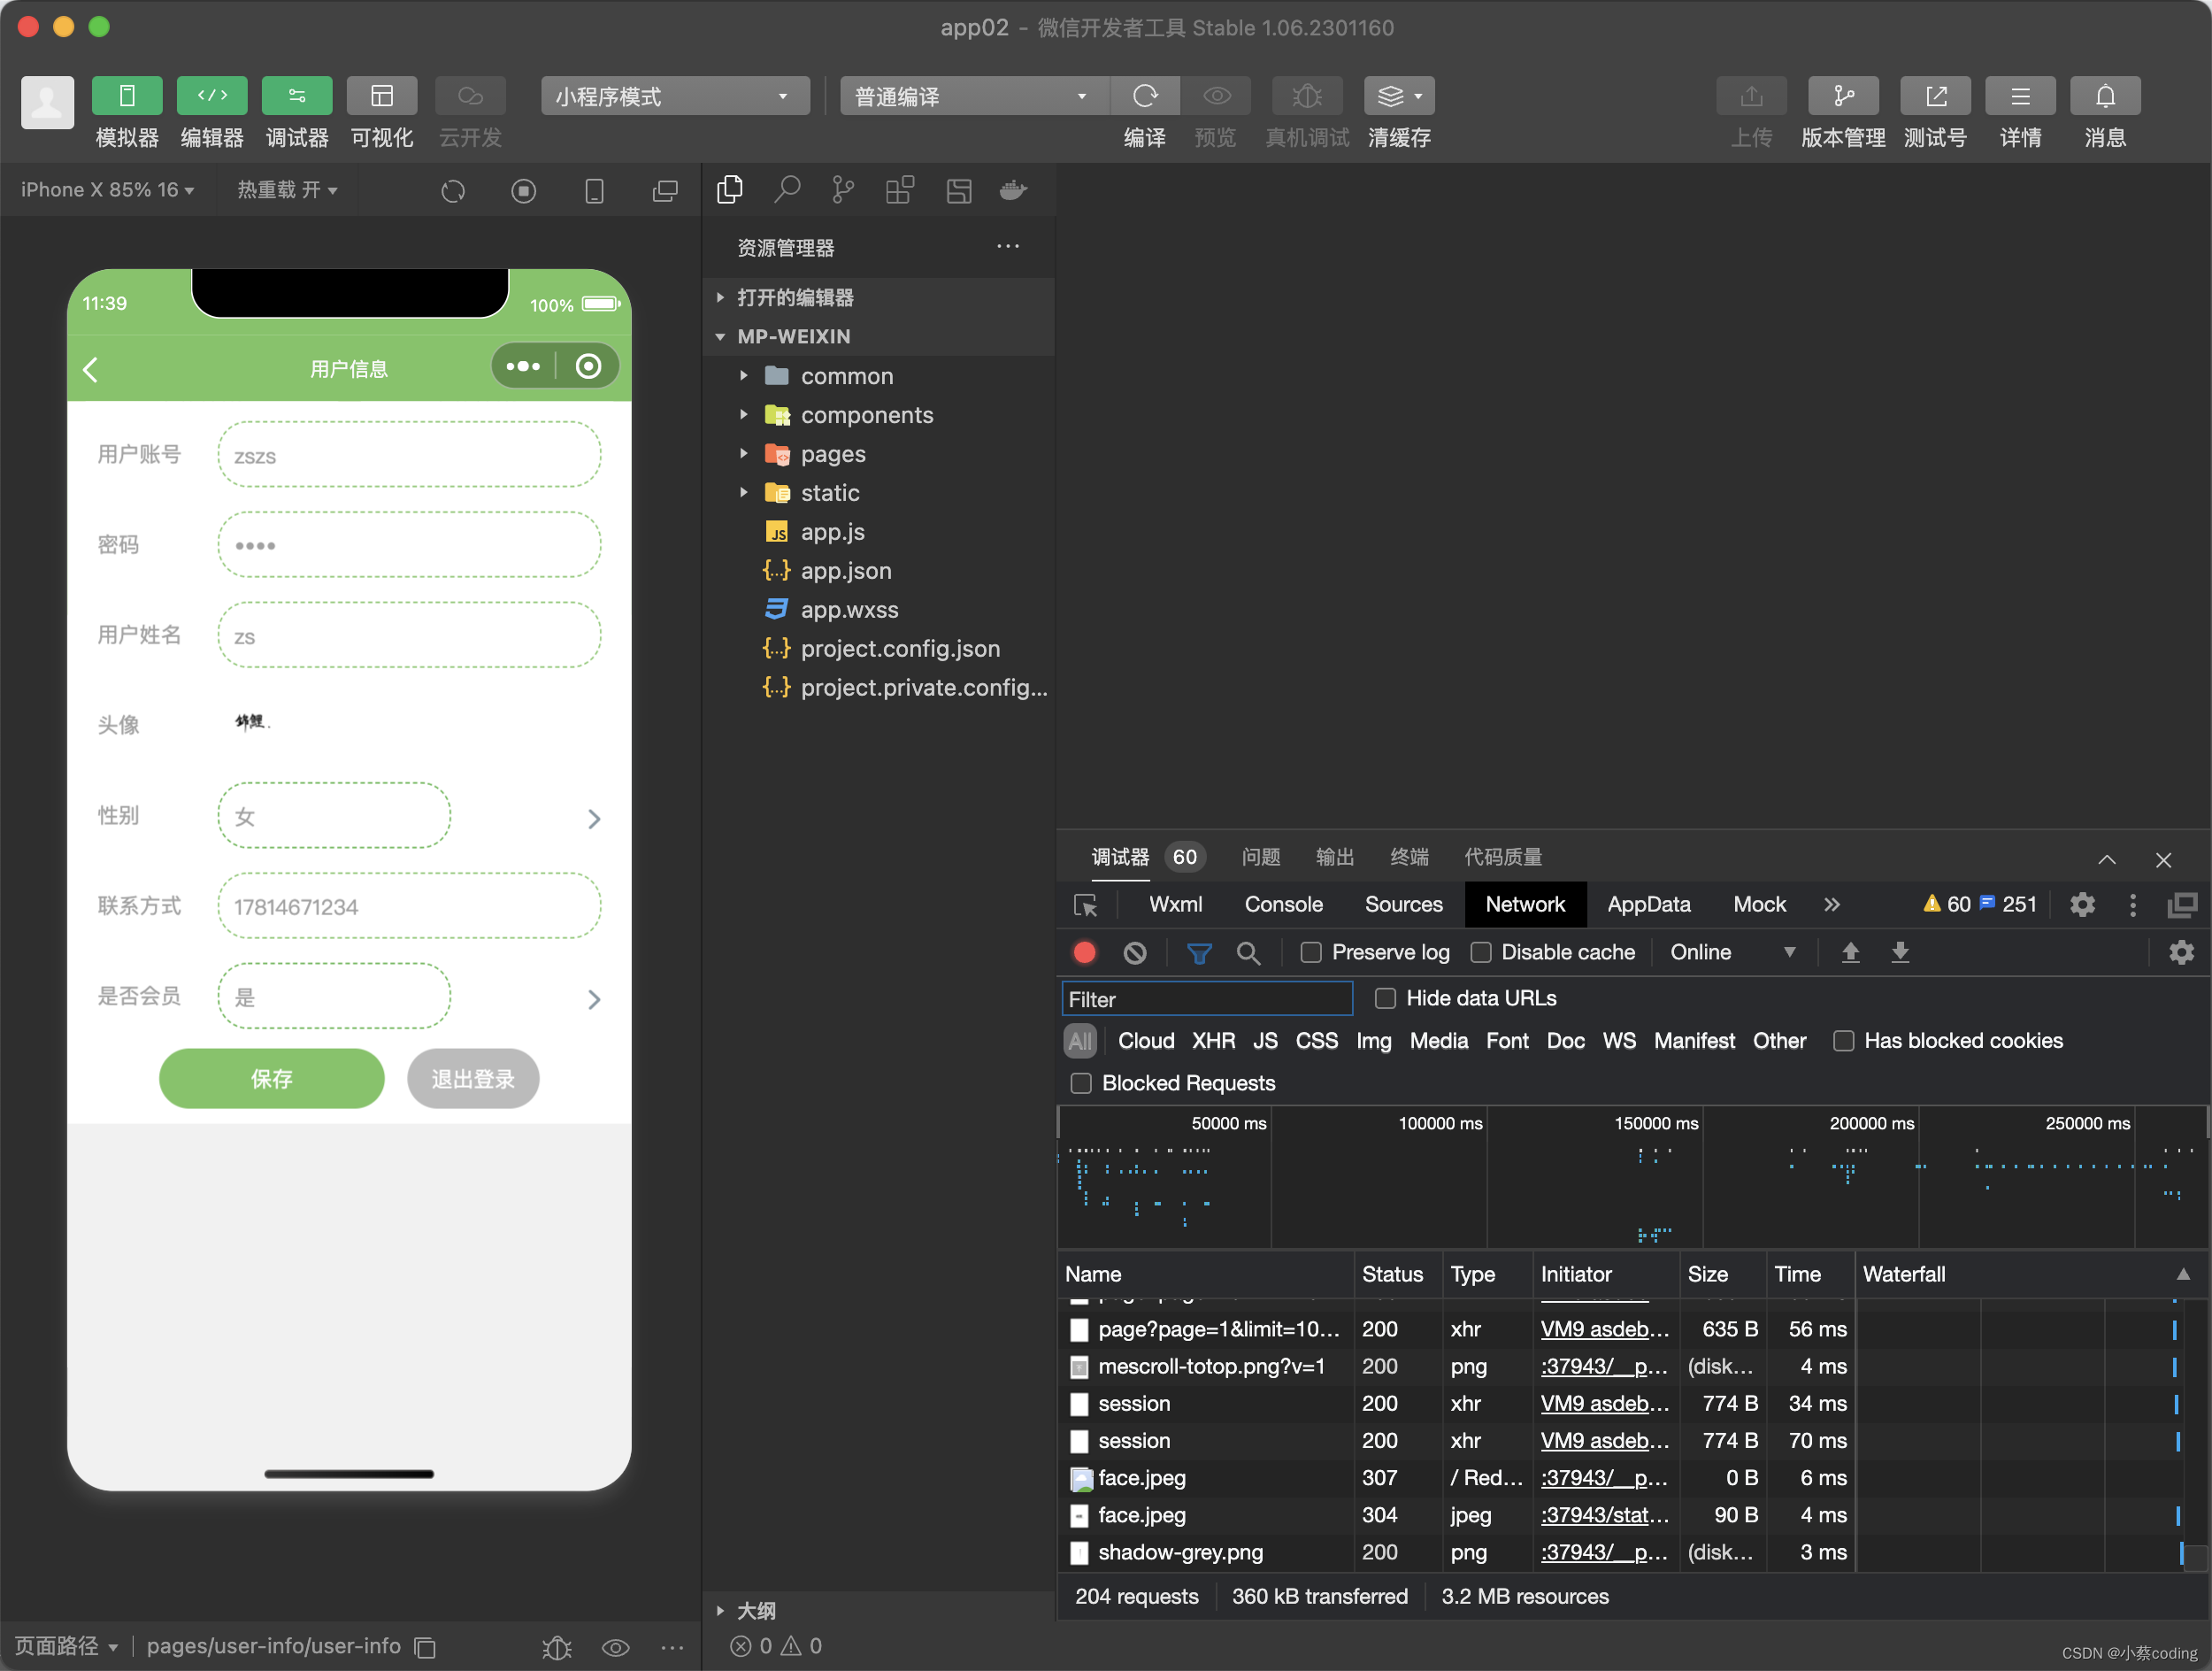 app02 - 微信开发者工具 Stable 1.06.2301160
模拟器 编辑器 调试器 可视化 云开发
小程序模式
普通编译
编译 预览 真机调试 清缓存
上传 版本管理 测试号 详情 消息
iPhone X 85% 16
热重载 开
11:39
100%
用户信息
用户账号 zszs
密码 ••••
用户姓名 zs
头像 锦鲤.
性别 女
联系方式 17814671234
是否会员 是
保存 退出登录
页面路径 pages/user-info/user-info
资源管理器
打开的编辑器
MP-WEIXIN
common
components
pages
static
JS app.js
{...} app.json
app.wxss
{...} project.config.json
{...} project.private.config...
大纲
0 0
调试器 60 问题 输出 终端 代码质量
Wxml Console Sources Network AppData Mock » 60 251
Preserve log Disable cache Online
Filter Hide data URLs
All Cloud XHR JS CSS Img Media Font Doc WS Manifest Other Has blocked cookies
Blocked Requests
50000 ms 100000 ms 150000 ms 200000 ms 250000 ms
Name Status Type Initiator Size Time Waterfall
page?page=1&limit=10... 200 xhr VM9 asdeb... 635 B 56 ms
mescroll-totop.png?v=1 200 png :37943/__p... (disk... 4 ms
session 200 xhr VM9 asdeb... 774 B 34 ms
session 200 xhr VM9 asdeb... 774 B 70 ms
face.jpeg 307 / Red... :37943/__p... 0 B 6 ms
face.jpeg 304 jpeg :37943/stat... 90 B 4 ms
shadow-grey.png 200 png :37943/__p... (disk... 3 ms
204 requests 360 kB transferred 3.2 MB resources
CSDN @小蔡coding